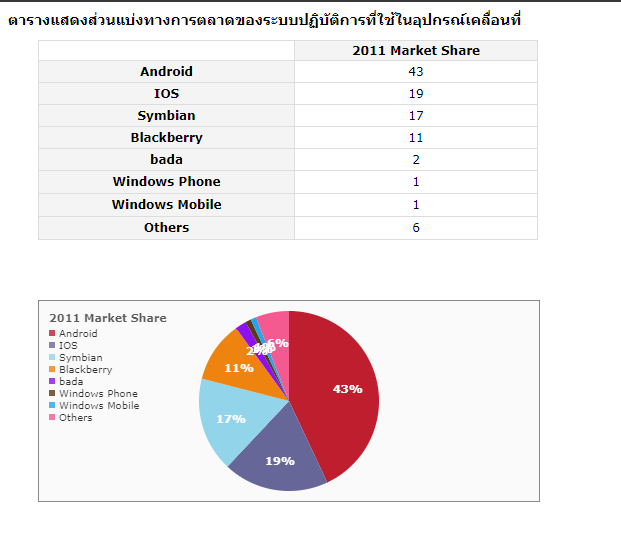 ตารางแสดงส่วนแบ่งทางการตลาดของระบบปฏิบัติการที่ใช้ในอุปกรณ์เคลื่อนที่
2011 Market Share
Android 43
IOS 19
Symbian 17
Blackberry 11
bada 2
Windows Phone 1
Windows Mobile 1
Others 6
2011 Market Share
Android
IOS
Symbian
Blackberry
bada
Windows Phone
Windows Mobile
Others
6%
2%
11%
43%
17%
19%